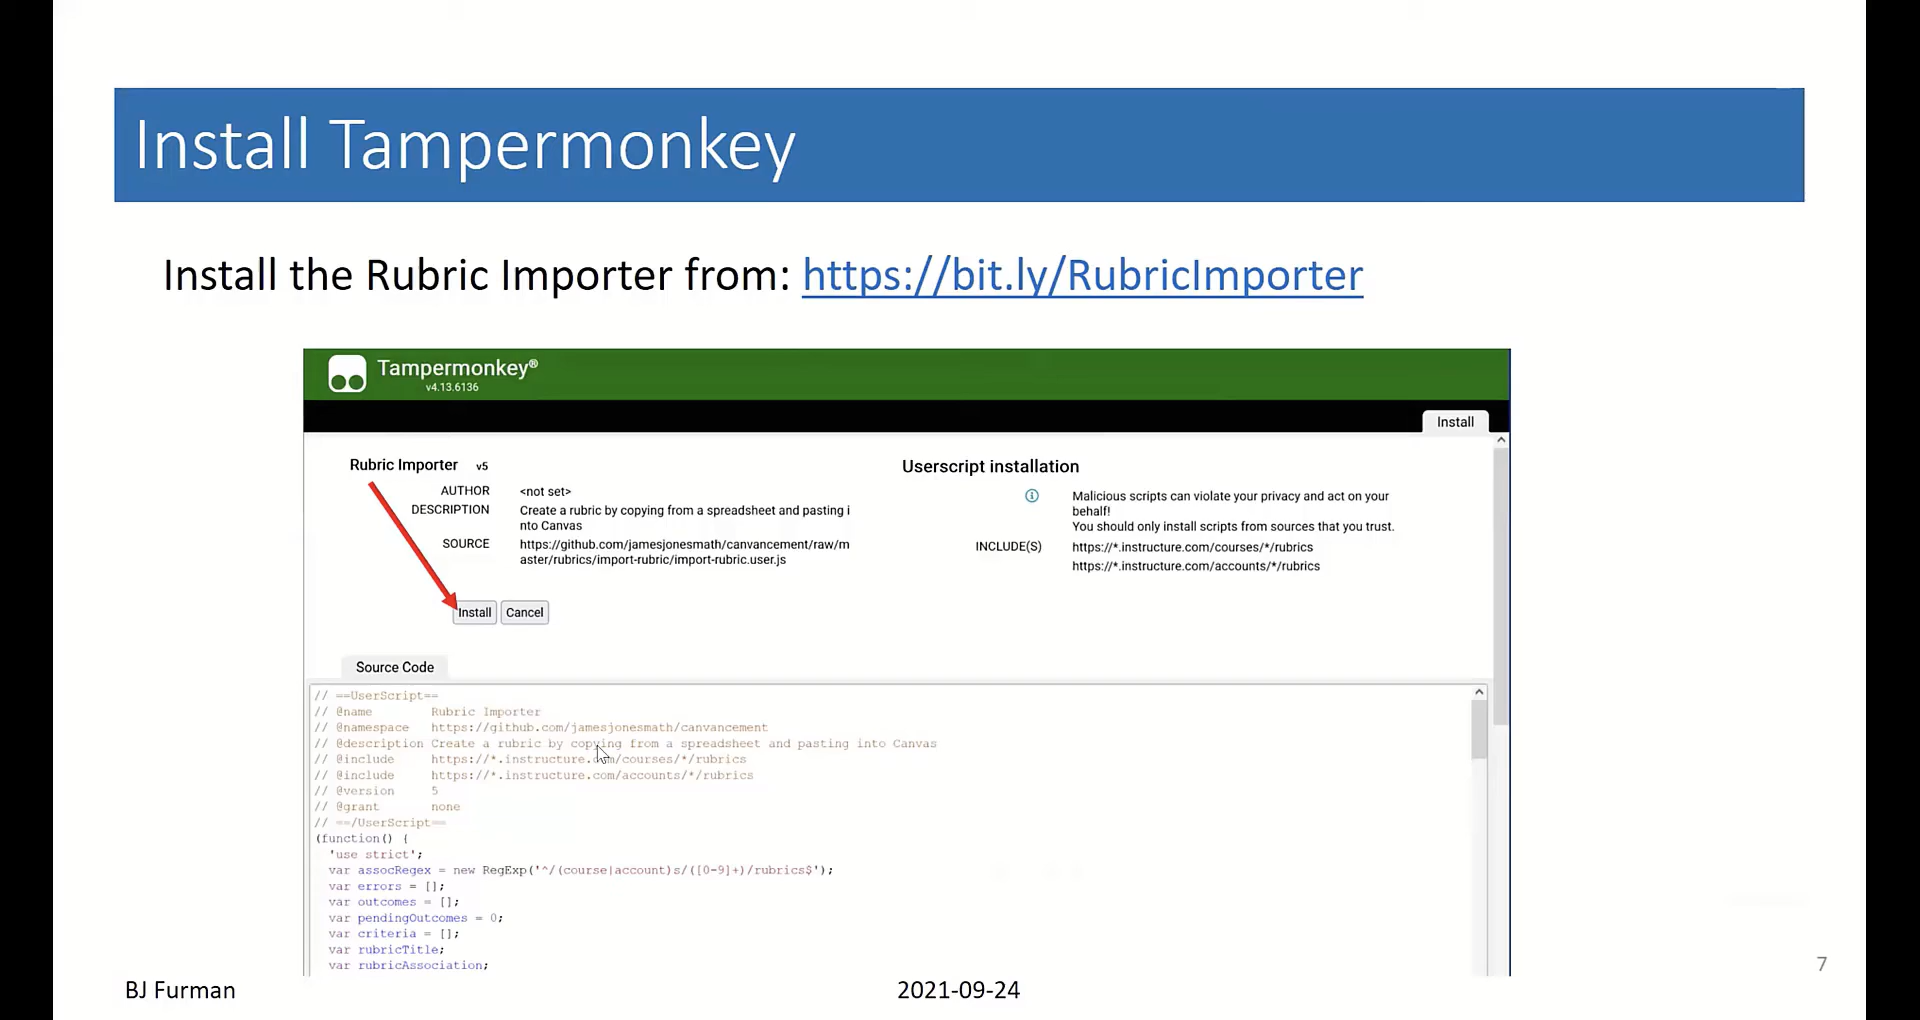 Install Tampermonkey
Install the Rubric Importer from: https://bit.ly/RubricImporter
Tampermonkey®
v4.13.6136
Install
Rubric Importer v5
AUTHOR <not set>
DESCRIPTION Create a rubric by copying from a spreadsheet and pasting i
nto Canvas
SOURCE https://github.com/jamesjonesmath/canvancement/raw/m
aster/rubrics/import-rubric/import-rubric.user.js
Install Cancel
Userscript installation
Malicious scripts can violate your privacy and act on your
behalf!
You should only install scripts from sources that you trust.
INCLUDE(S) https://*.instructure.com/courses/*/rubrics
https://*.instructure.com/accounts/*/rubrics
Source Code
// ==UserScript==
// @name Rubric Importer
// @namespace https://github.com/jamesjonesmath/canvancement
// @description Create a rubric by copying from a spreadsheet and pasting into Canvas
// @include https://*.instructure.com/courses/*/rubrics
// @include https://*.instructure.com/accounts/*/rubrics
// @version 5
// @grant none
// ==/UserScript==
(function() {
'use strict';
var assocRegex = new RegExp('^/(course|account)s/([0-9]+)/rubrics$');
var errors = [];
var outcomes = [];
var pendingOutcomes = 0;
var criteria = [];
var rubricTitle;
var rubricAssociation;
BJ Furman
2021-09-24
7